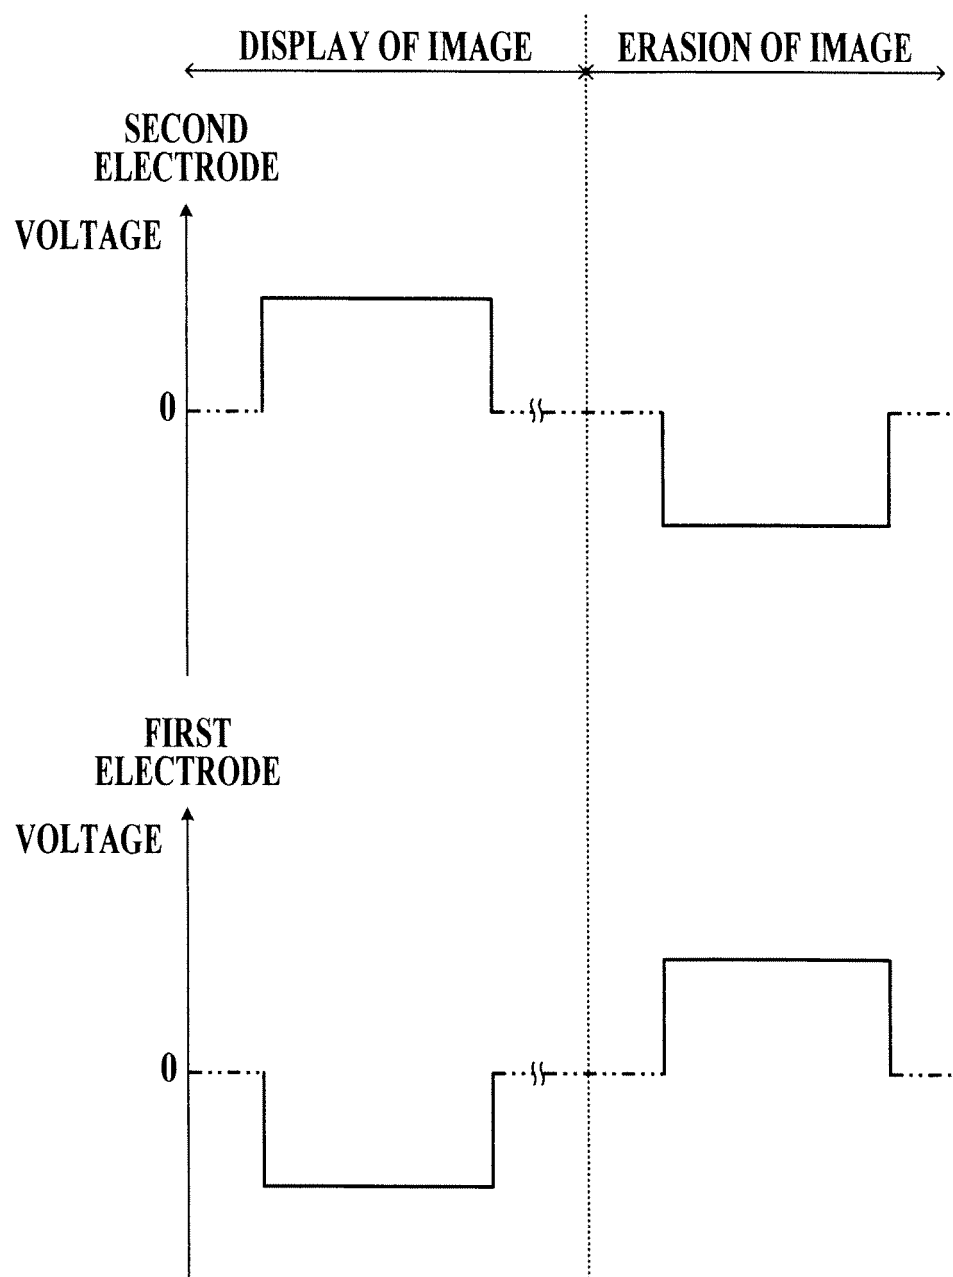 DISPLAY OF IMAGE
ERASION OF IMAGE
SECOND
ELECTRODE
VOLTAGE
0
FIRST
ELECTRODE
VOLTAGE
0